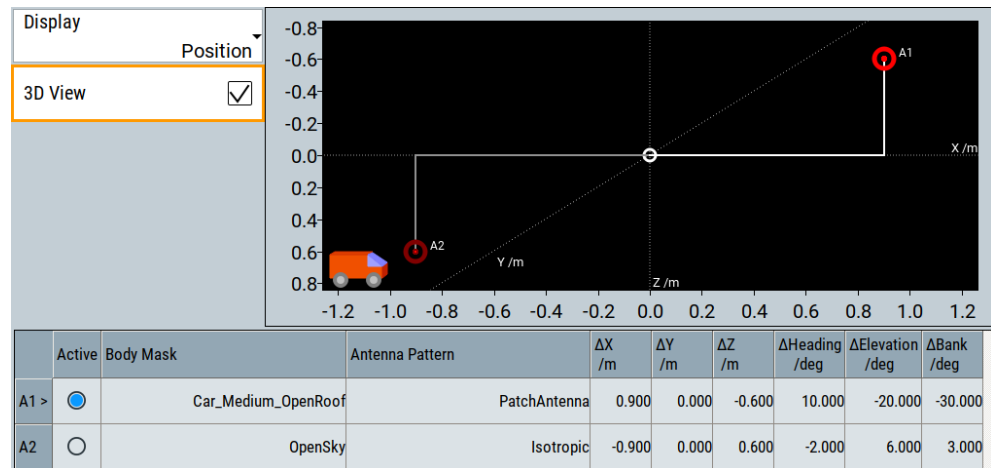 Display
Position
3D View
-0.8
-0.6
-0.4
-0.2
0.0
0.2
0.4
0.6
0.8
A1
X /m
A2
Y /m
Z /m
-1.2 -1.0 -0.8 -0.6 -0.4 -0.2 0.0 0.2 0.4 0.6 0.8 1.0 1.2
Active Body Mask Antenna Pattern ΔX /m ΔY /m ΔZ /m ΔHeading /deg ΔElevation /deg ΔBank /deg
A1 > Car_Medium_OpenRoof PatchAntenna 0.900 0.000 -0.600 10.000 -20.000 -30.000
A2 OpenSky Isotropic -0.900 0.000 0.600 -2.000 6.000 3.000